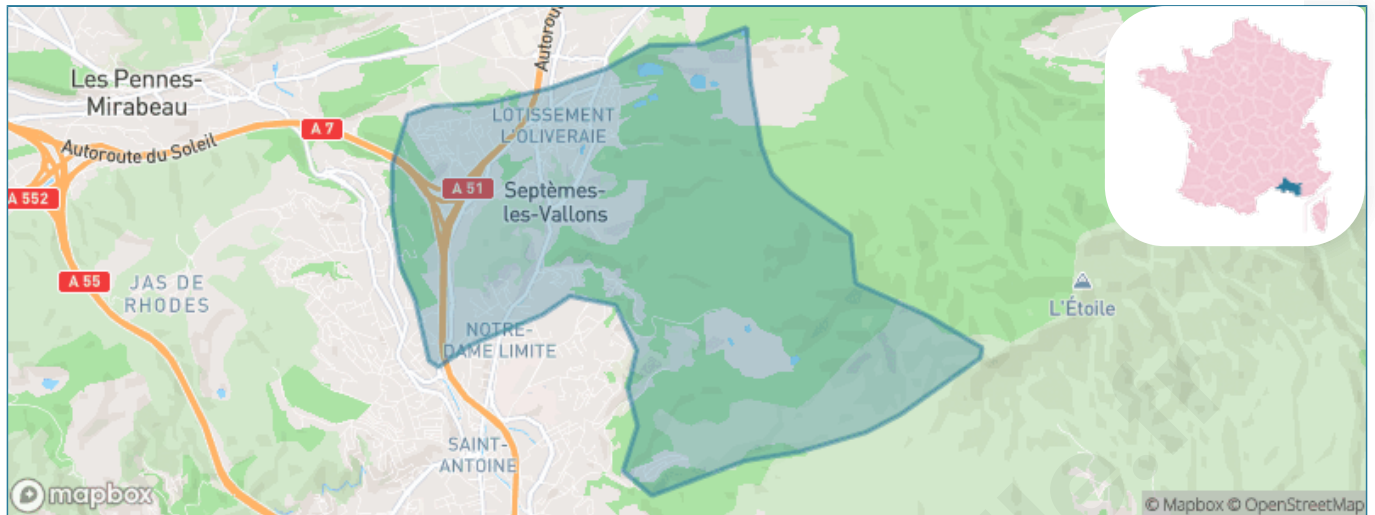 Autorou
Les Pennes-
Mirabeau
LOTISSEMENT
L'OLIVERAIE
A 7
Autoroute du Soleil
A 552
A 51
Septèmes-
les-Vallons
A 55
JAS DE
RHODES
L'Étoile
NOTRE-
DAME LIMITE
SAINT-
ANTOINE
mapbox
© Mapbox © OpenStreetMap